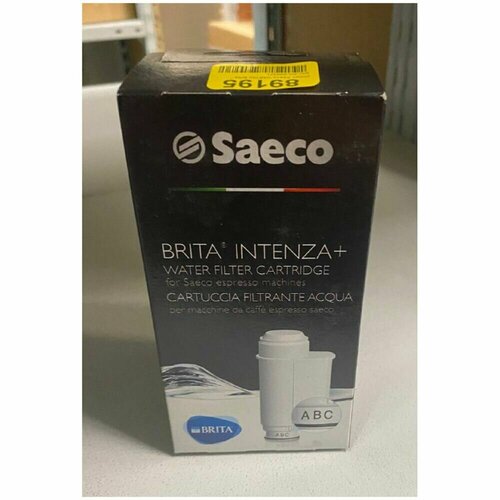 89195
Saeco
BRITA® INTENZA+
WATER FILTER CARTRIDGE
for Saeco espresso machines
CARTUCCIA FILTRANTE ACQUA
per macchine da caffè espresso saeco
ABC
BRITA
ABC